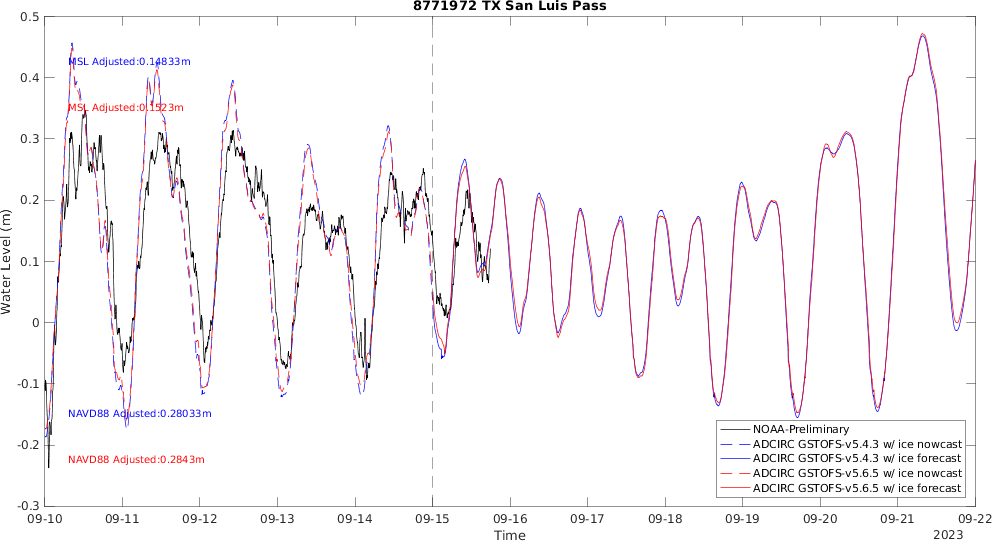 8771972 TX San Luis Pass
0.5
0.4
0.3
0.2
0.1
0
-0.1
-0.2
-0.3
Water Level (m)
MSL Adjusted:0.14833m
MSL Adjusted:0.1523m
NAVD88 Adjusted:0.28033m
NAVD88 Adjusted:0.2843m
NOAA-Preliminary
ADCIRC GSTOFS-v5.4.3 w/ ice nowcast
ADCIRC GSTOFS-v5.4.3 w/ ice forecast
ADCIRC GSTOFS-v5.6.5 w/ ice nowcast
ADCIRC GSTOFS-v5.6.5 w/ ice forecast
09-10 09-11 09-12 09-13 09-14 09-15 09-16 09-17 09-18 09-19 09-20 09-21 09-22
Time
2023